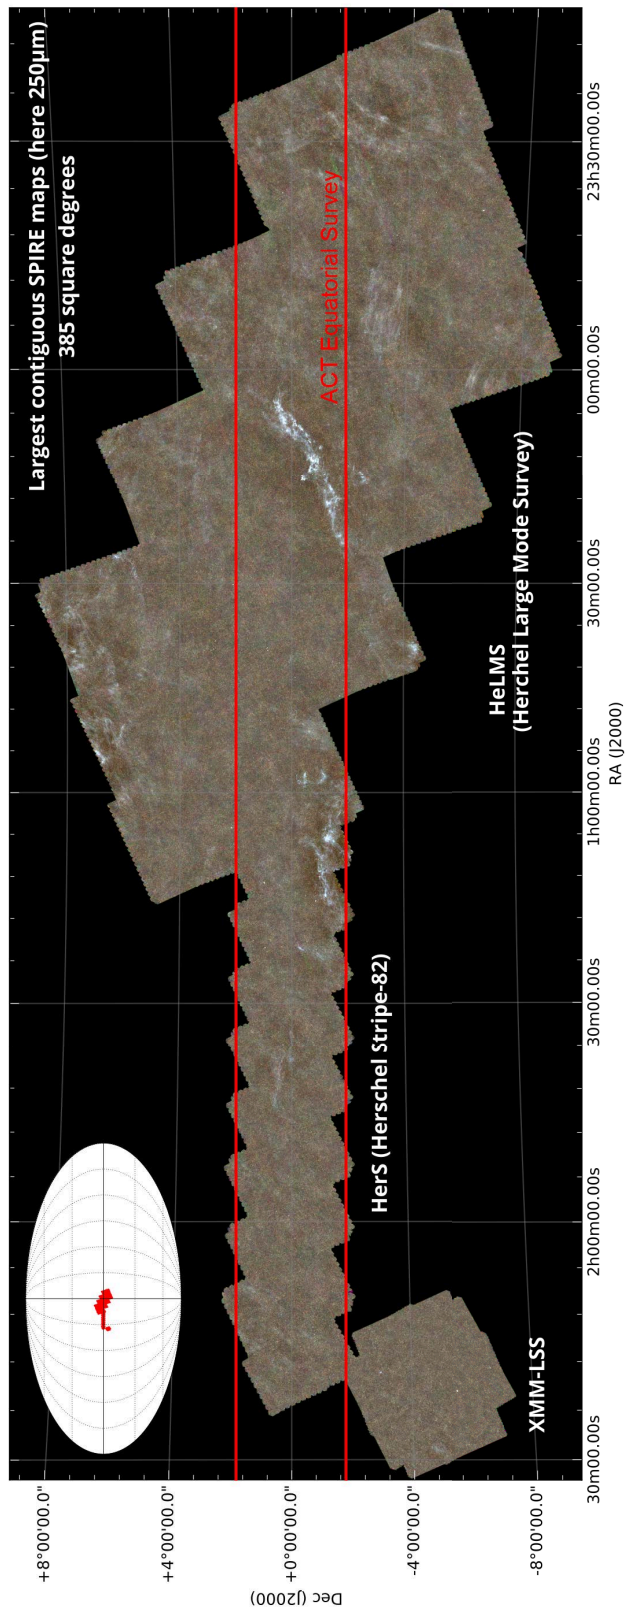 Largest contiguous SPIRE maps (here 250μm)
385 square degrees
ACT Equatorial Survey
HeLMS
(Herchel Large Mode Survey)
HerS (Herschel Stripe-82)
XMM-LSS
+8°00'00.0"
+4°00'00.0"
+0°00'00.0"
-4°00'00.0"
-8°00'00.0"
Dec (J2000)
30m00.00s
2h00m00.00s
30m00.00s
1h00m00.00s
30m00.00s
00m00.00s
23h30m00.00s
RA (J2000)